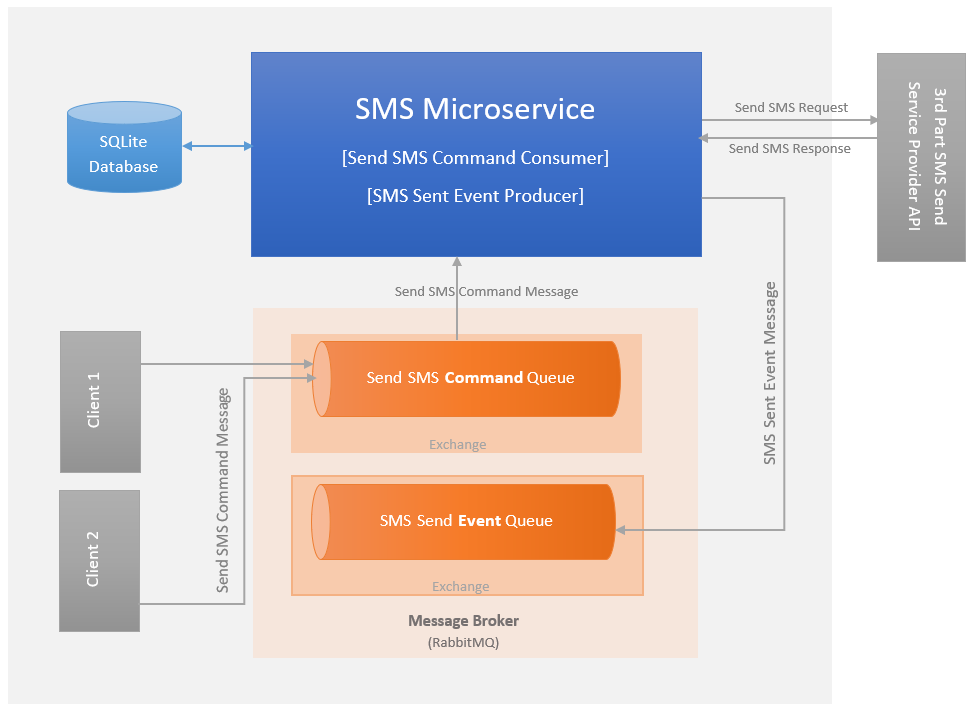 SMS Microservice
[Send SMS Command Consumer]
[SMS Sent Event Producer]
SQLite
Database
Send SMS Request
Send SMS Response
3rd Part SMS Send
Service Provider API
Send SMS Command Message
Client 1
Client 2
Send SMS Command Message
Send SMS Command Queue
Exchange
SMS Send Event Queue
Exchange
Message Broker
(RabbitMQ)
SMS Sent Event Message